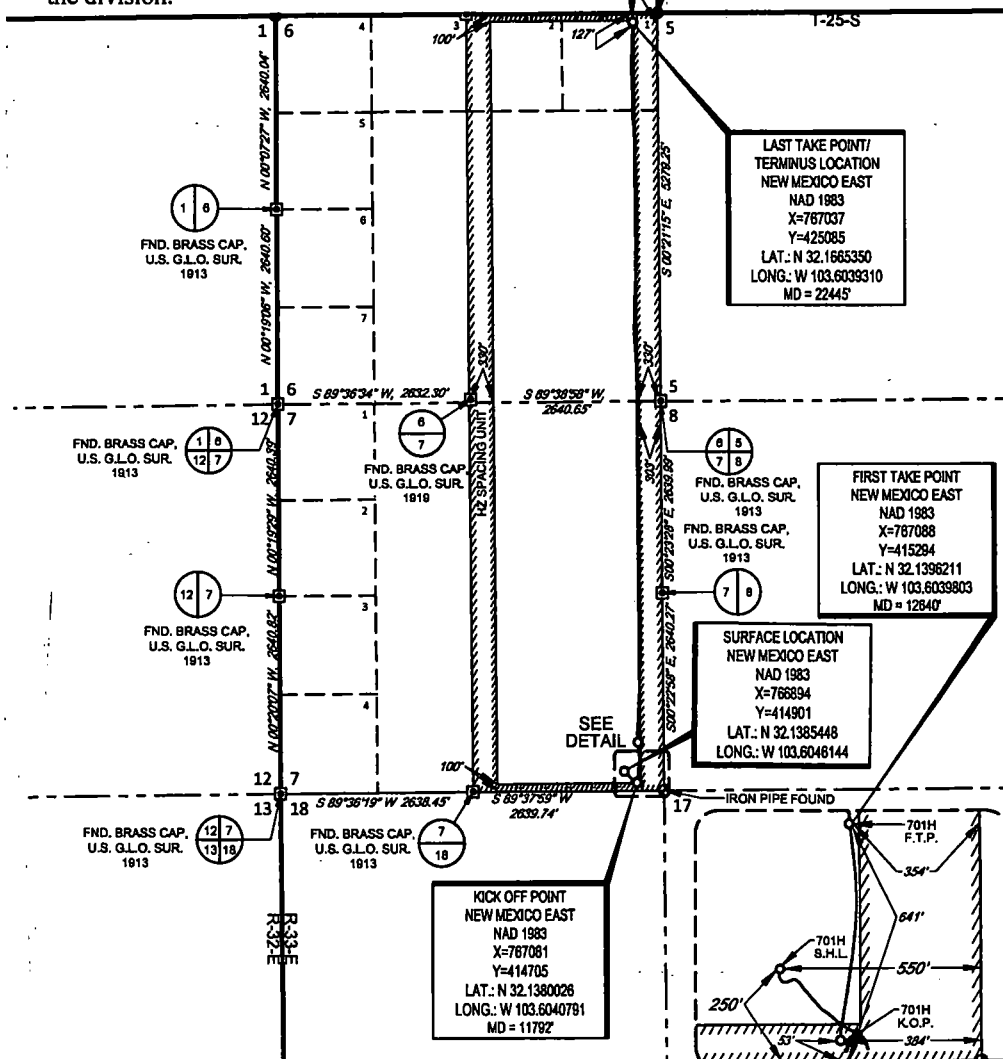 the division.
T-25-S
1 6
4
3
2
1
5
100'
127'
N 00°07'27" W, 2640.04'
5
LAST TAKE POINT/
TERMINUS LOCATION
NEW MEXICO EAST
NAD 1983
X=767037
Y=425085
LAT.: N 32.1665350
LONG.: W 103.6039310
MD = 22445'
S 00°21'15" E, 5279.25'
1 6
FND. BRASS CAP,
U.S. G.L.O. SUR.
1913
6
N 00°19'06" W, 2640.60'
7
330'
330'
1 6
12 7
S 89°36'34" W, 2632.30'
S 89°38'58" W,
2640.65'
5
8
1
FND. BRASS CAP,
U.S. G.L.O. SUR.
1913
1 6
12 7
6
7
FND. BRASS CAP,
U.S. G.L.O. SUR.
1919
HZ SPACING UNIT
303'
6 5
7 8
FND. BRASS CAP,
U.S. G.L.O. SUR.
1913
N 00°19'29" W, 2640.39'
2
S00°23'28" E, 2639.99'
FND. BRASS CAP,
U.S. G.L.O. SUR.
1913
7 8
FIRST TAKE POINT
NEW MEXICO EAST
NAD 1983
X=767088
Y=415294
LAT.: N 32.1396211
LONG.: W 103.6039803
MD = 12640'
12 7
FND. BRASS CAP,
U.S. G.L.O. SUR.
1913
3
N 00°20'07" W, 2640.82'
4
S00°22'58" E, 2640.27'
SURFACE LOCATION
NEW MEXICO EAST
NAD 1983
X=766894
Y=414901
LAT.: N 32.1385448
LONG.: W 103.6046144
SEE
DETAIL
100'
12 7
13 18
S 89°36'19" W 2638.45'
S 89°37'59" W
2639.74'
17
IRON PIPE FOUND
FND. BRASS CAP,
U.S. G.L.O. SUR.
1913
12 7
13 18
FND. BRASS CAP,
U.S. G.L.O. SUR.
1913
7
18
KICK OFF POINT
NEW MEXICO EAST
NAD 1983
X=767081
Y=414705
LAT.: N 32.1380026
LONG.: W 103.6040791
MD = 11792'
R-32-E
R-33-E
701H
F.T.P.
354'
641'
701H
S.H.L.
550'
250'
701H
K.O.P.
53'
384'